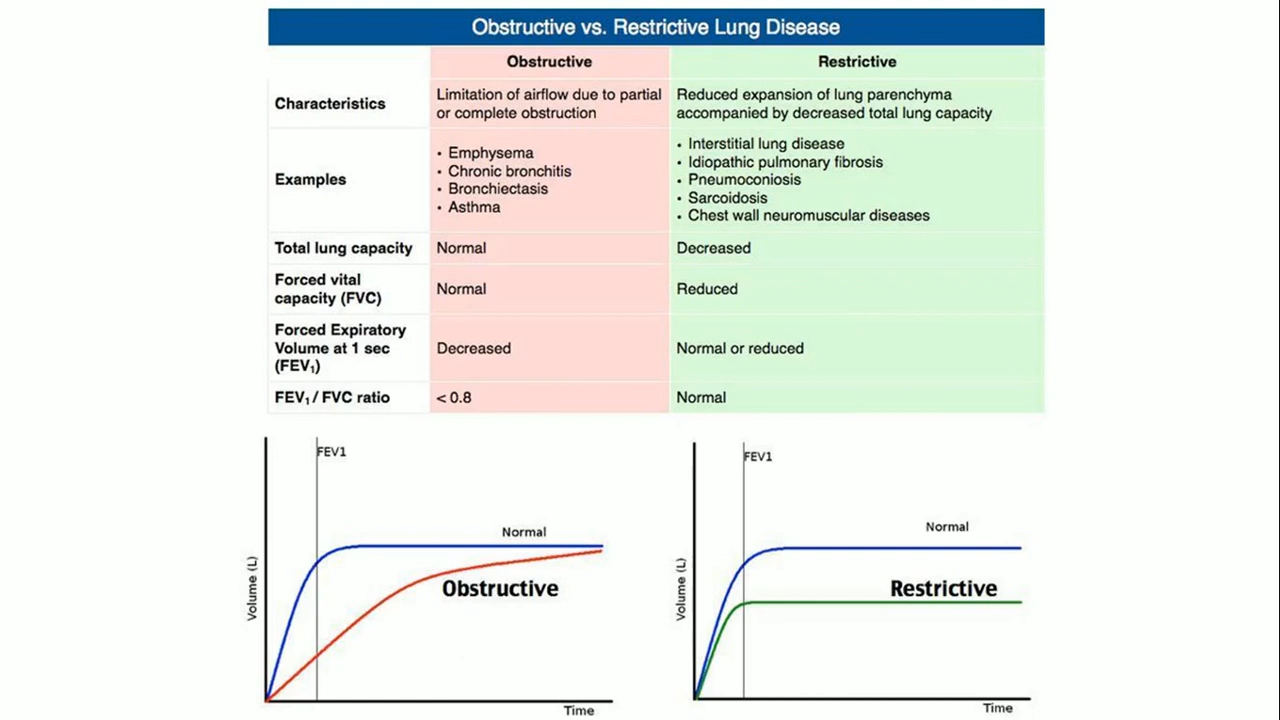 Obstructive vs. Restrictive Lung Disease
Obstructive
Restrictive
Characteristics
Limitation of airflow due to partial
or complete obstruction
Reduced expansion of lung parenchyma
accompanied by decreased total lung capacity
Examples
• Emphysema
• Chronic bronchitis
• Bronchiectasis
• Asthma
• Interstitial lung disease
• Idiopathic pulmonary fibrosis
• Pneumoconiosis
• Sarcoidosis
• Chest wall neuromuscular diseases
Total lung capacity
Normal
Decreased
Forced vital
capacity (FVC)
Normal
Reduced
Forced Expiratory
Volume at 1 sec
(FEV₁)
Decreased
Normal or reduced
FEV₁ / FVC ratio
< 0.8
Normal
FEV1
Normal
Obstructive
Volume (L)
Time
FEV1
Normal
Restrictive
Volume (L)
Time